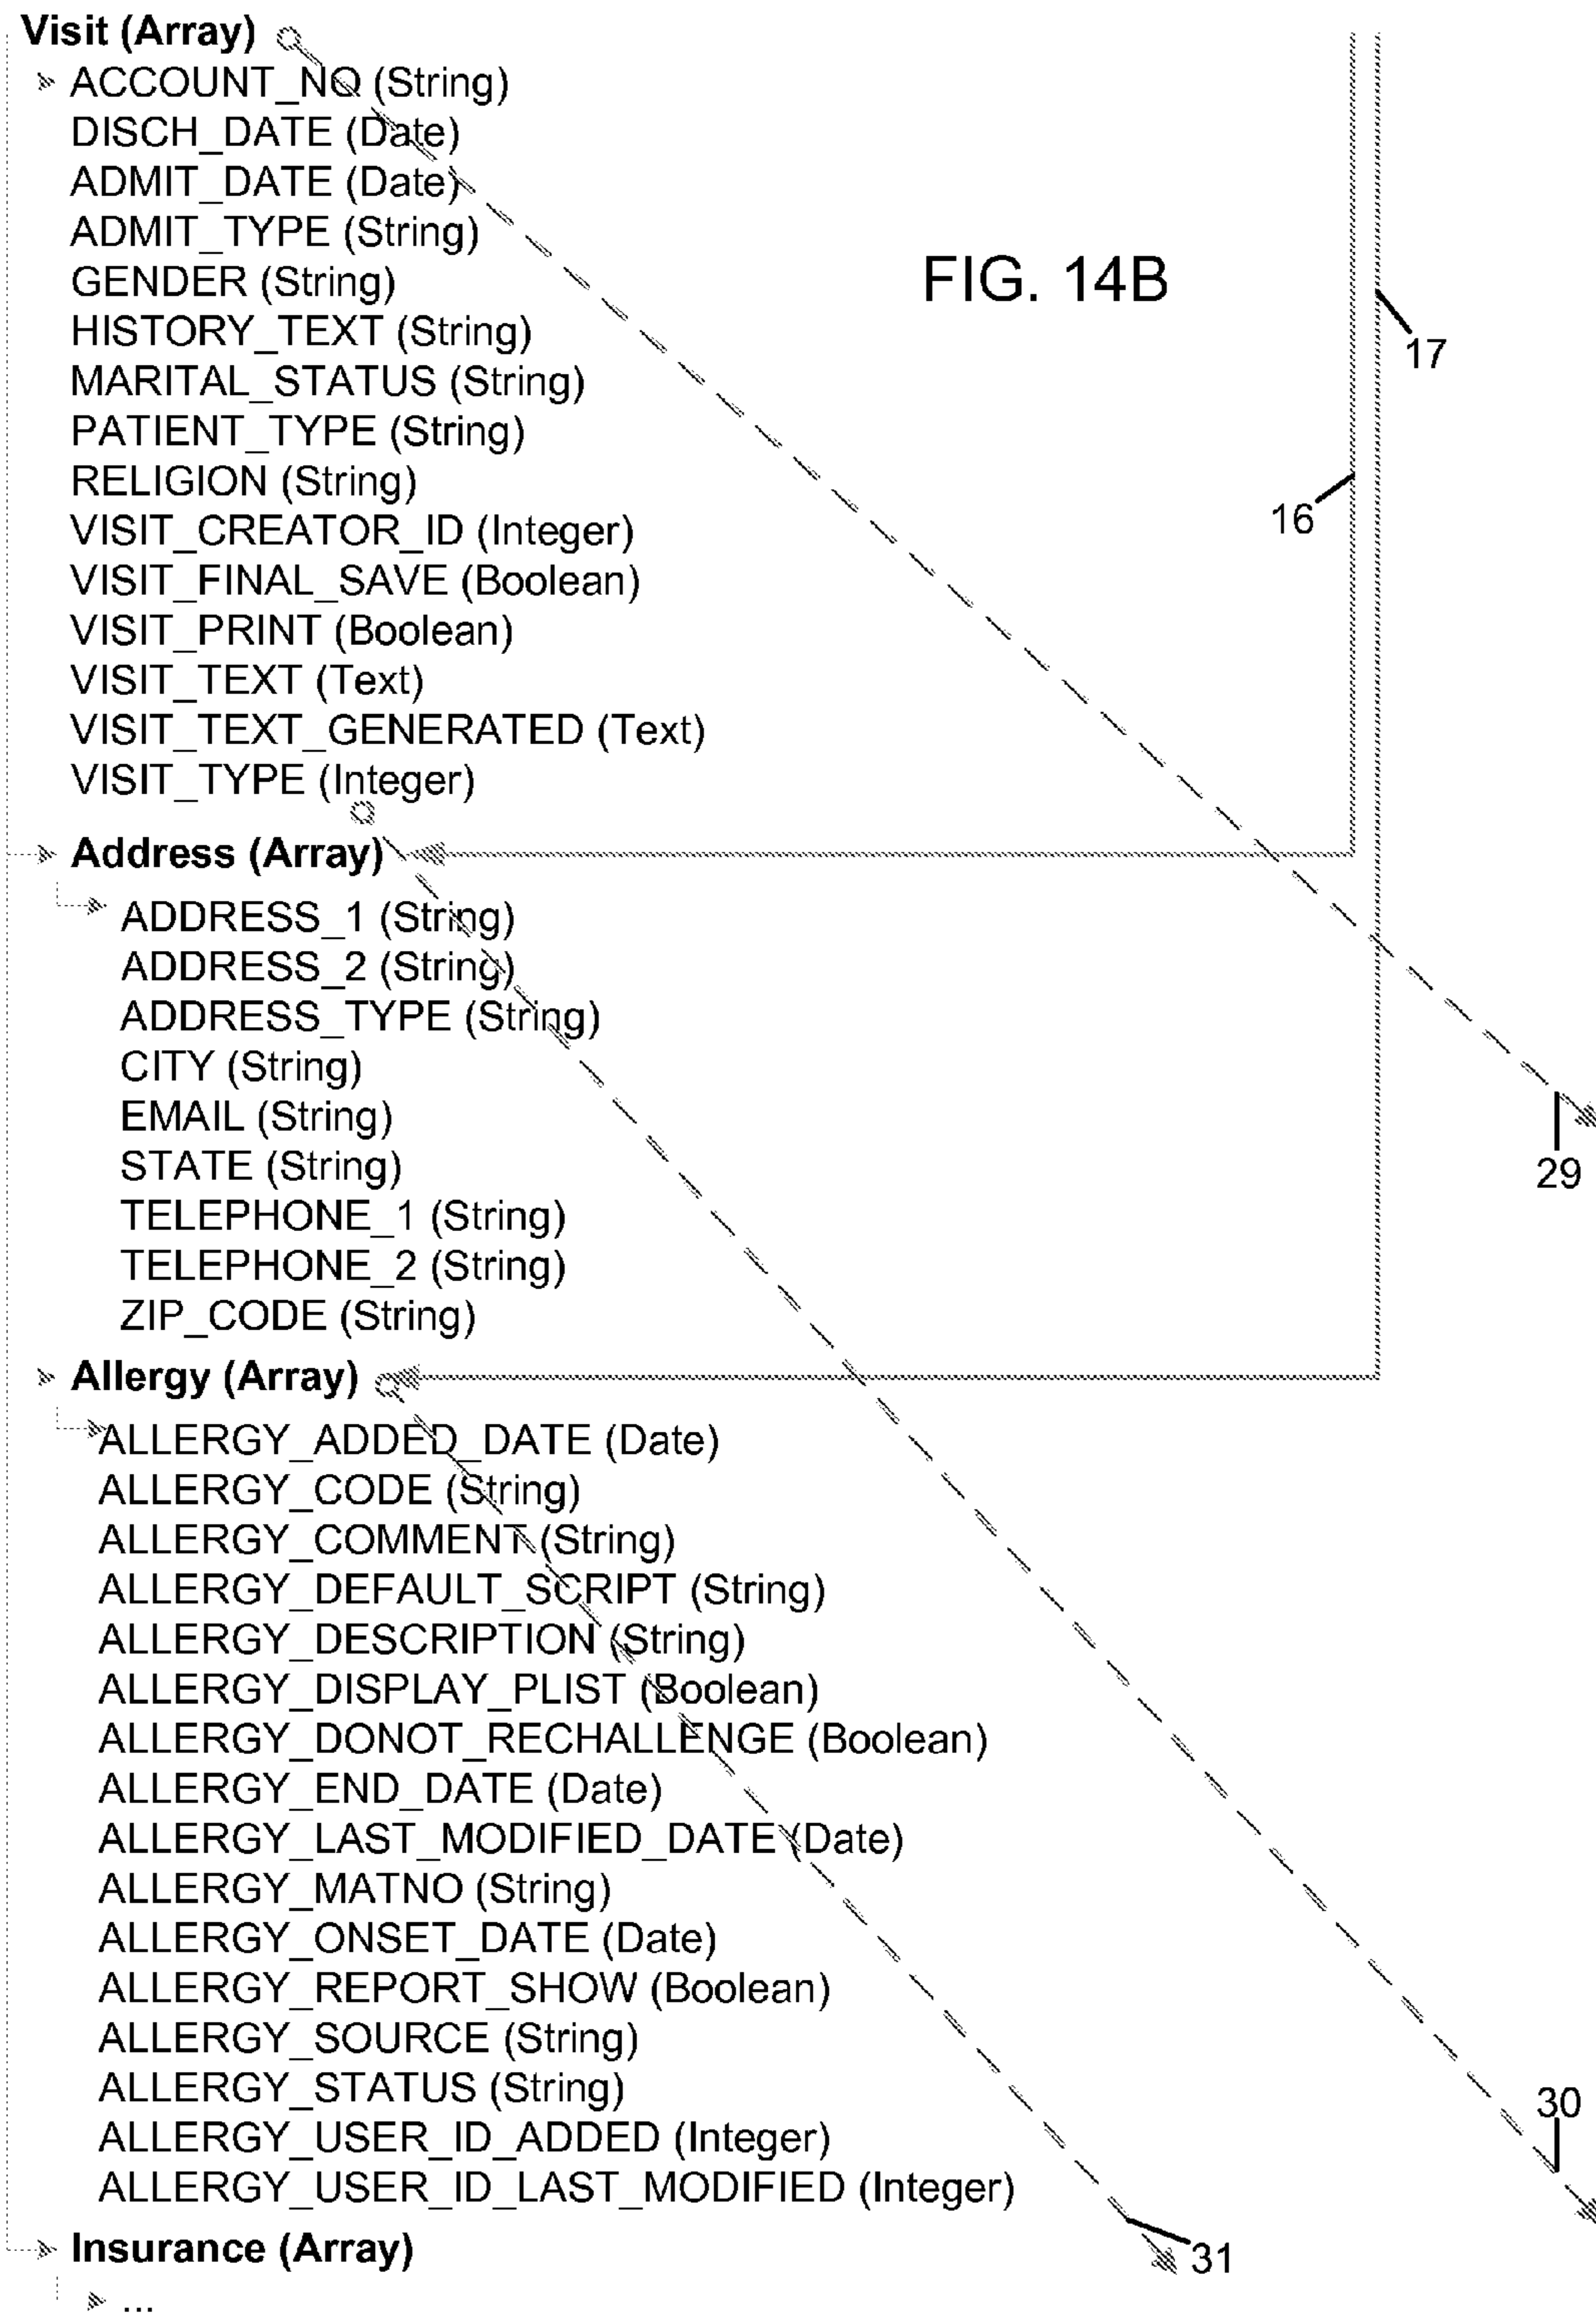 Visit (Array)
ACCOUNT_NO (String)
DISCH_DATE (Date)
ADMIT_DATE (Date)
ADMIT_TYPE (String)
GENDER (String)
FIG. 14B
HISTORY_TEXT (String)
17
MARITAL_STATUS (String)
PATIENT_TYPE (String)
RELIGION (String)
16
VISIT_CREATOR_ID (Integer)
VISIT_FINAL_SAVE (Boolean)
VISIT_PRINT (Boolean)
VISIT_TEXT (Text)
VISIT_TEXT_GENERATED (Text)
VISIT_TYPE (Integer)
Address (Array)
ADDRESS_1 (String)
ADDRESS_2 (String)
ADDRESS_TYPE (String)
CITY (String)
EMAIL (String)
STATE (String)
29
TELEPHONE_1 (String)
TELEPHONE_2 (String)
ZIP_CODE (String)
Allergy (Array)
ALLERGY_ADDED_DATE (Date)
ALLERGY_CODE (String)
ALLERGY_COMMENT (String)
ALLERGY_DEFAULT_SCRIPT (String)
ALLERGY_DESCRIPTION (String)
ALLERGY_DISPLAY_PLIST (Boolean)
ALLERGY_DONOT_RECHALLENGE (Boolean)
ALLERGY_END_DATE (Date)
ALLERGY_LAST_MODIFIED_DATE (Date)
ALLERGY_MATNO (String)
ALLERGY_ONSET_DATE (Date)
ALLERGY_REPORT_SHOW (Boolean)
ALLERGY_SOURCE (String)
ALLERGY_STATUS (String)
30
ALLERGY_USER_ID_ADDED (Integer)
ALLERGY_USER_ID_LAST_MODIFIED (Integer)
Insurance (Array)
31
...